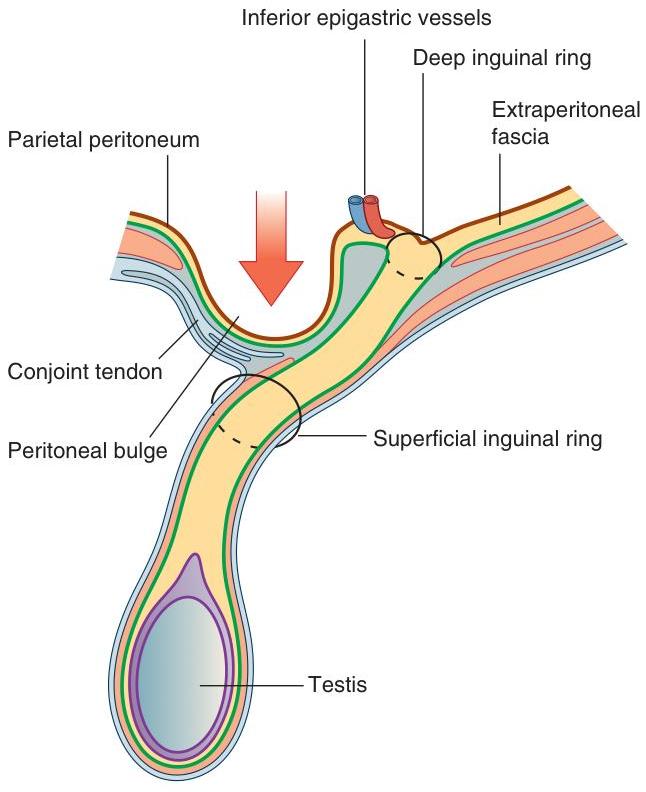 Inferior epigastric vessels
Deep inguinal ring
Extraperitoneal
fascia
Parietal peritoneum
Conjoint tendon
Peritoneal bulge
Superficial inguinal ring
Testis